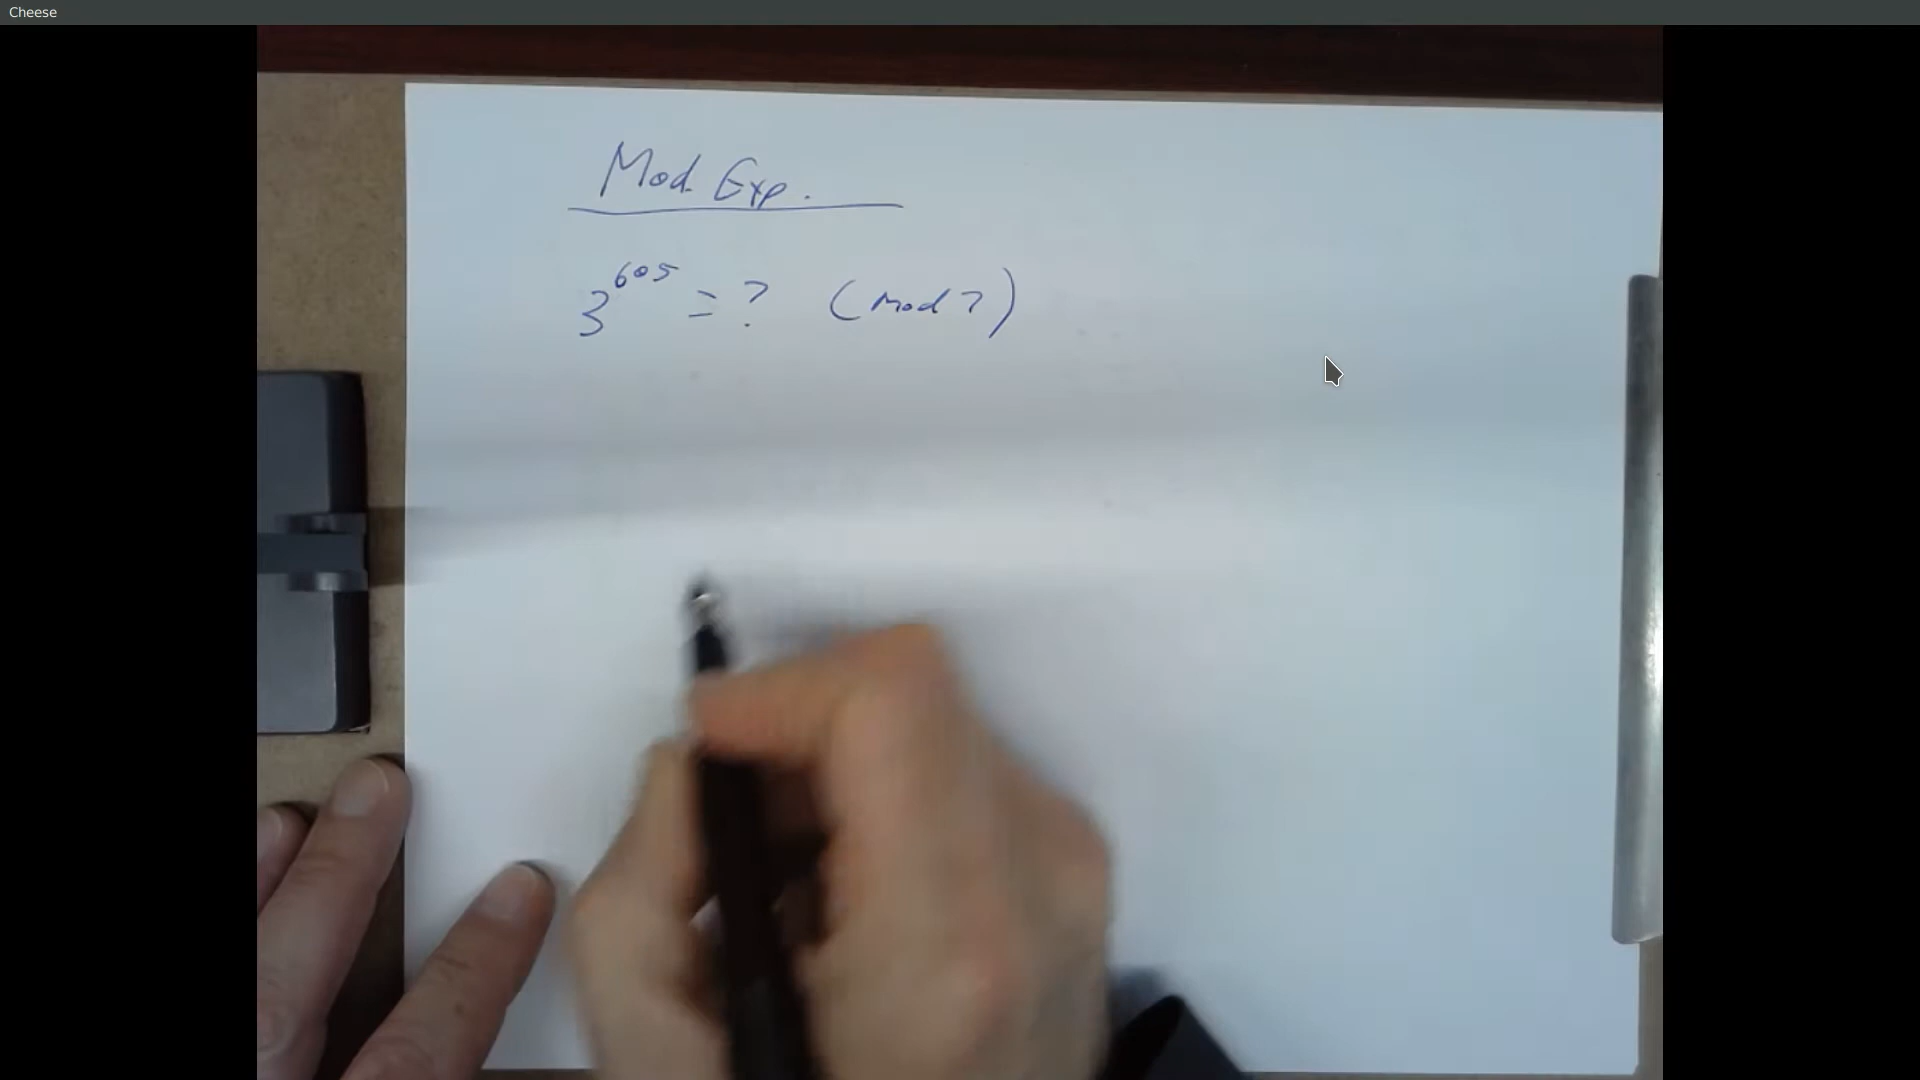 Cheese
Mod. Exp.
3^605 = ? (mod 7)